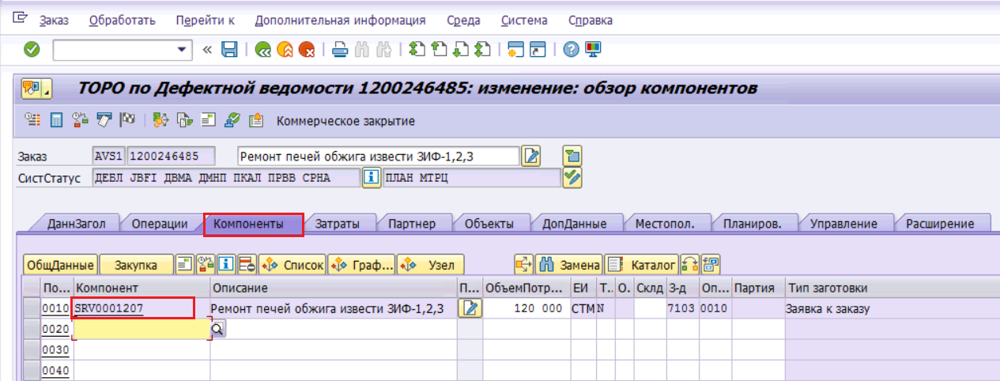 Заказ Обработать Перейти к Дополнительная информация Среда Система Справка
ТОРО по Дефектной ведомости 1200246485: изменение: обзор компонентов
Коммерческое закрытие
Заказ AVS1 1200246485 Ремонт печей обжига извести ЗИФ-1,2,3
СистСтатус ДЕБЛ JBFI ДВМА ДМНП ПКАЛ ПРВВ СРНА ПЛАН МТРЦ
ДаннЗагол Операции Компоненты Затраты Партнер Объекты ДопДанные Местопол. Планиров. Управление Расширение
ОбщДанные Закупка Список Граф... Узел Замена Каталог
По... Компонент Описание П... ОбъемПотр... ЕИ Т.. О. Склд З-д Оп... Партия Тип заготовки
0010 SRV0001207 Ремонт печей обжига извести ЗИФ-1,2,3 120 000 СТМ N 7103 0010 Заявка к заказу
0020
0030
0040